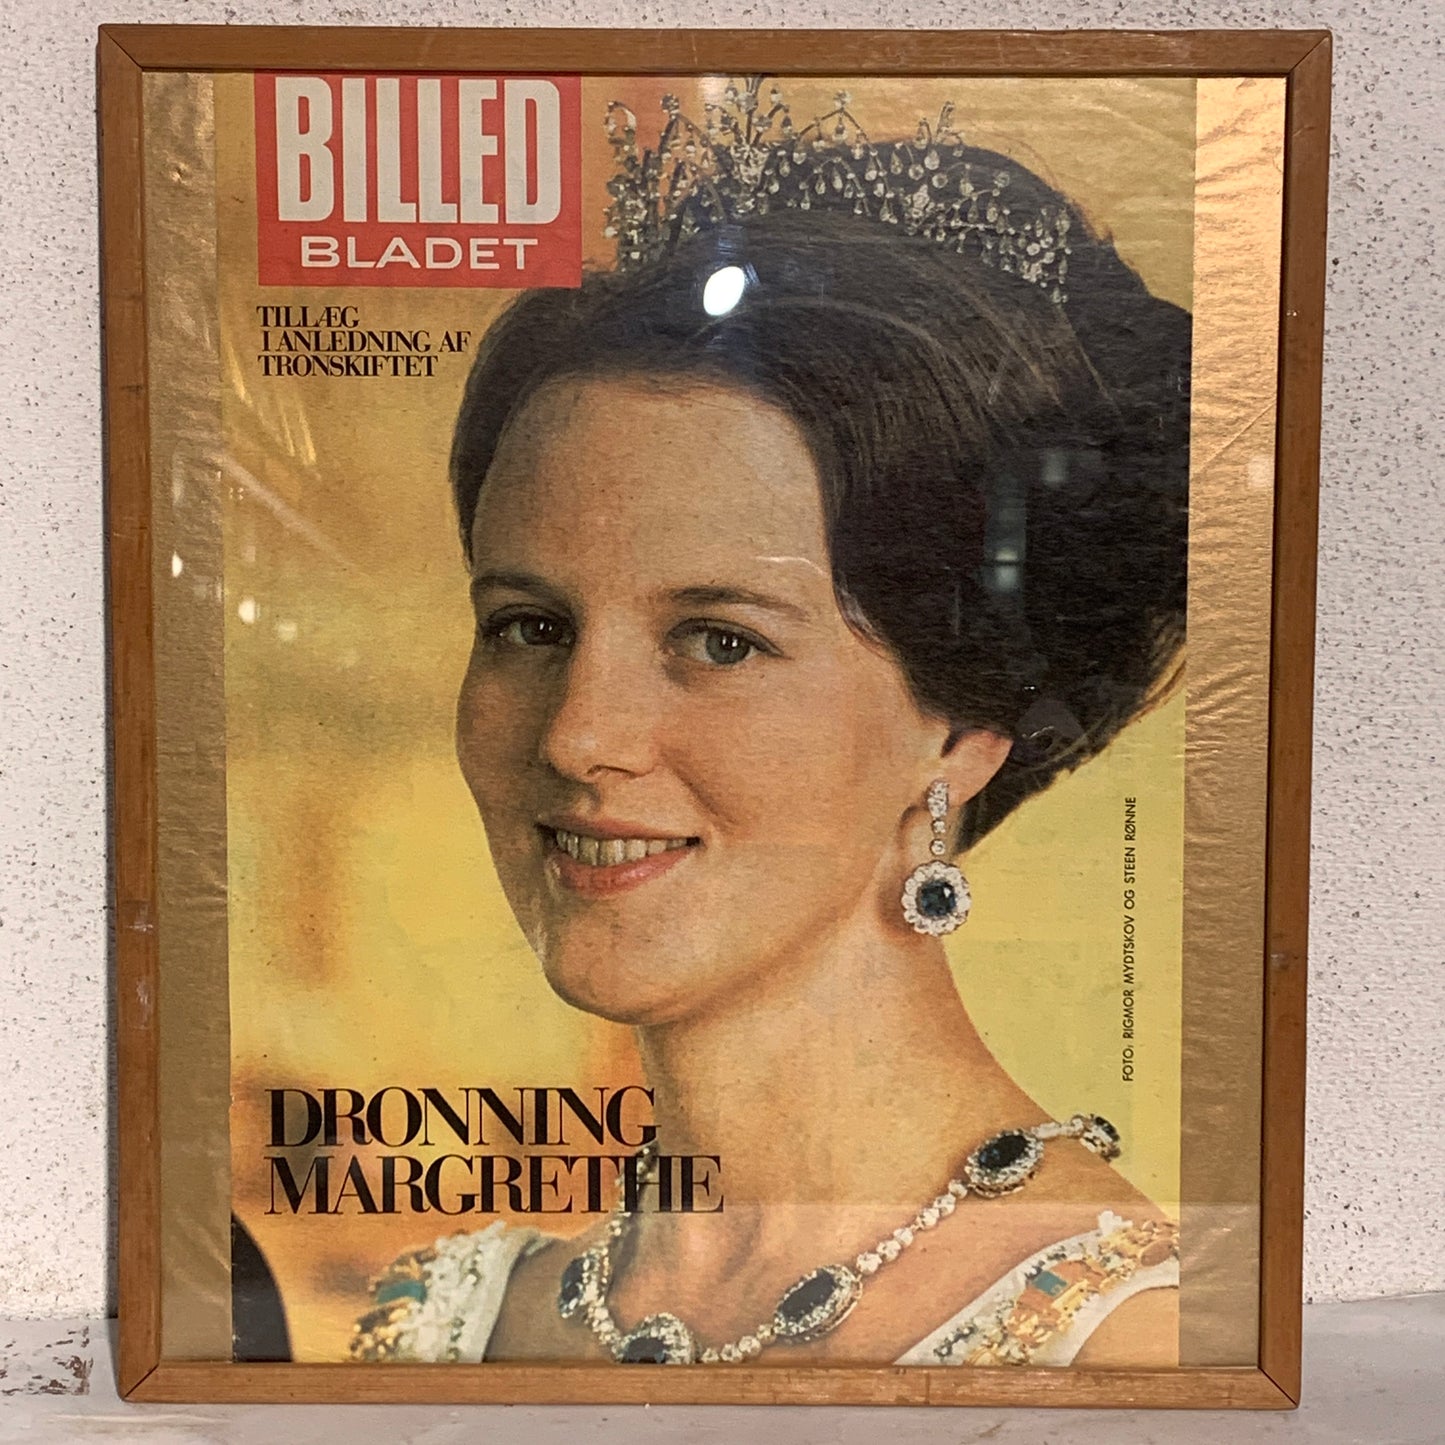 BILLED
BLADET
TILLÆG
I ANLEDNING AF
TRONSKIFTET
FOTO: RIGMOR MYDTSKOV OG STEEN RØNNE
DRONNING
MARGRETHE